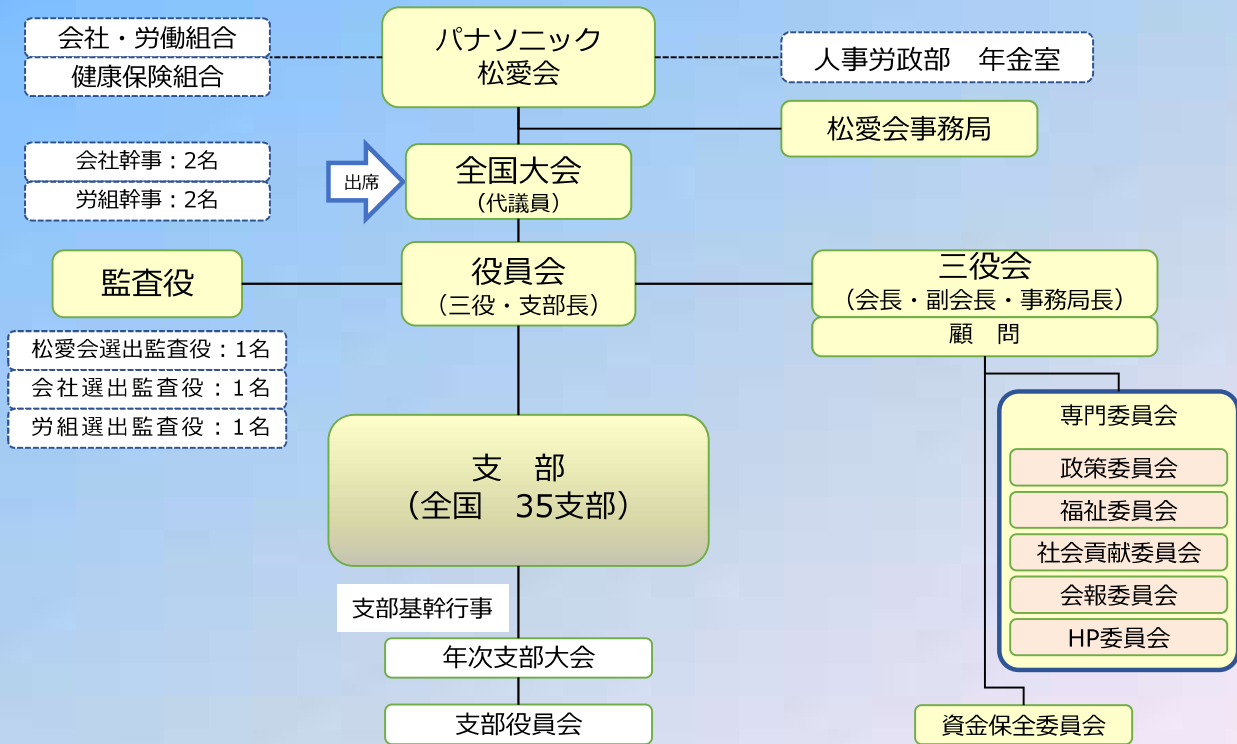 会社・労働組合
健康保険組合
パナソニック
松愛会
人事労政部　年金室
松愛会事務局
会社幹事：2名
労組幹事：2名
出席
全国大会
（代議員）
監査役
役員会
（三役・支部長）
三役会
（会長・副会長・事務局長）
顧　問
松愛会選出監査役：1名
会社選出監査役：1名
労組選出監査役：1名
支　部
（全国　35支部）
専門委員会
政策委員会
福祉委員会
社会貢献委員会
会報委員会
HP委員会
支部基幹行事
年次支部大会
支部役員会
資金保全委員会